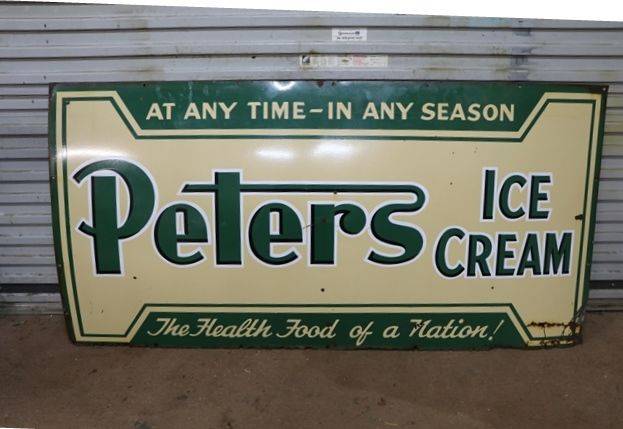 AT ANY TIME-IN ANY SEASON
Peters ICE CREAM
The Health Food of a Nation!